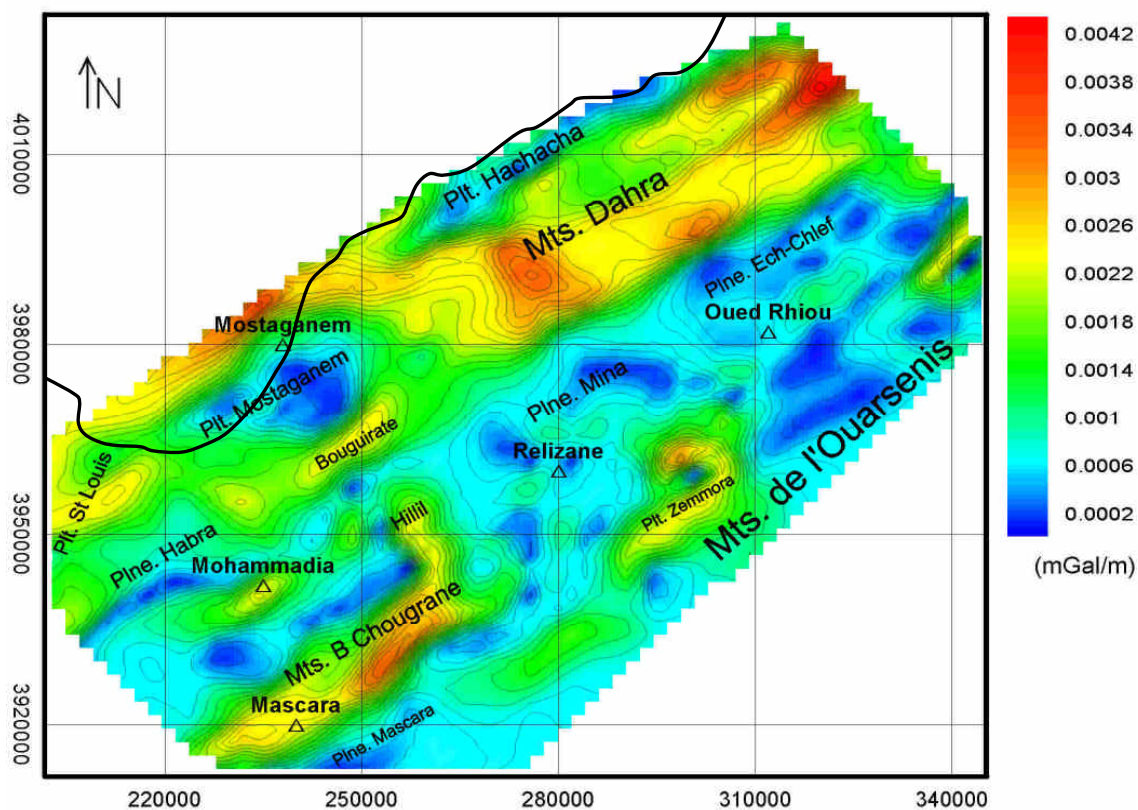 N
0.0042
0.0038
0.0034
0.003
0.0026
0.0022
0.0018
0.0014
0.001
0.0006
0.0002
(mGal/m)
4010000
3980000
3950000
3920000
Plt. Hachacha
Mts. Dahra
Plne. Ech-Chlef
Oued Rhiou
Mostaganem
Plt. Mostaganem
Plne. Mina
Bouguirate
Relizane
Mts. de l'Ouarsenis
Plt. Zemmora
Plt. St Louis
Hillil
Plne. Habra
Mohammadia
Mts. B Chougrane
Mascara
Plne. Mascara
220000
250000
280000
310000
340000